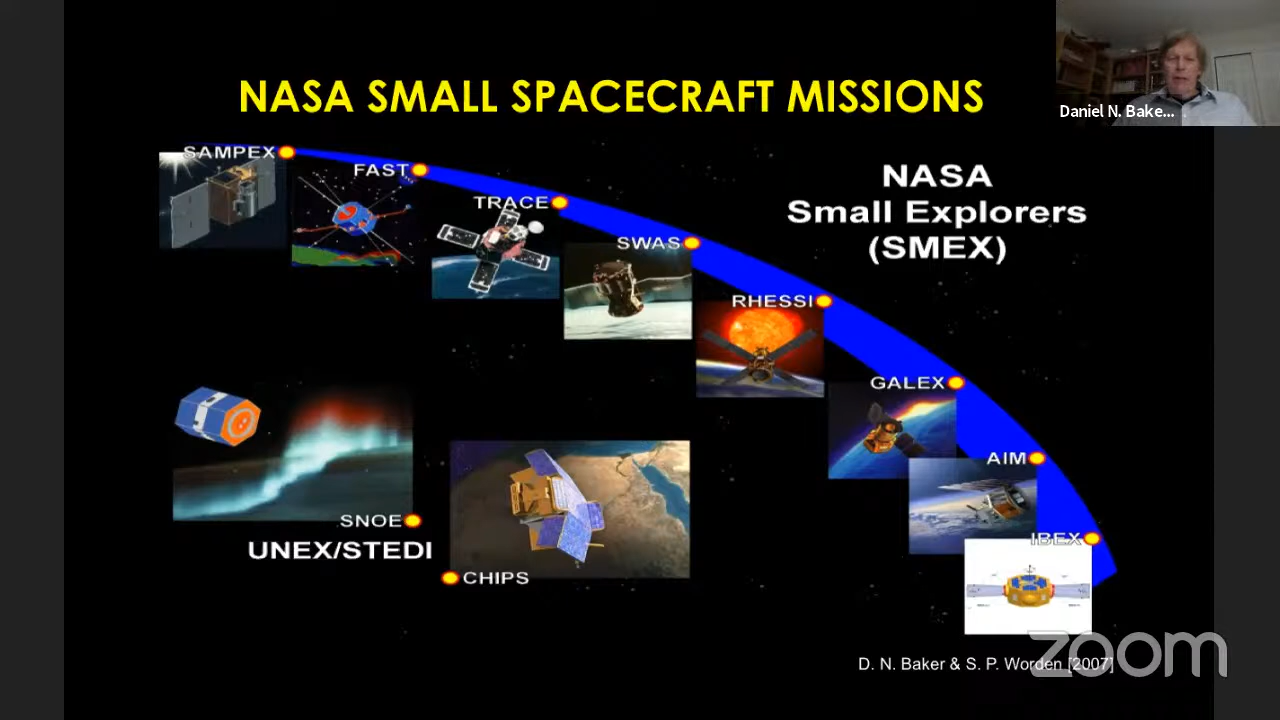 NASA SMALL SPACECRAFT MISSIONS
Daniel N. Bake...
SAMPEX
FAST
TRACE
SWAS
RHESSI
GALEX
AIM
IBEX
NASA
Small Explorers
(SMEX)
SNOE
UNEX/STEDI
CHIPS
D. N. Baker & S. P. Worden [2007]
zoom